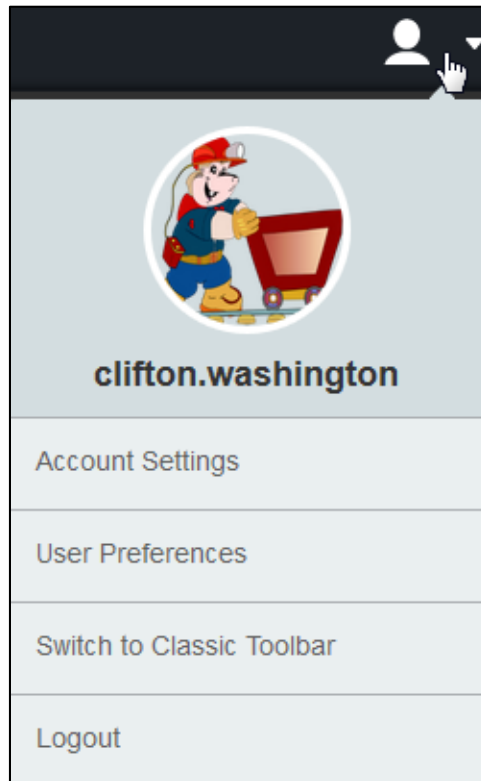 clifton.washington
Account Settings
User Preferences
Switch to Classic Toolbar
Logout